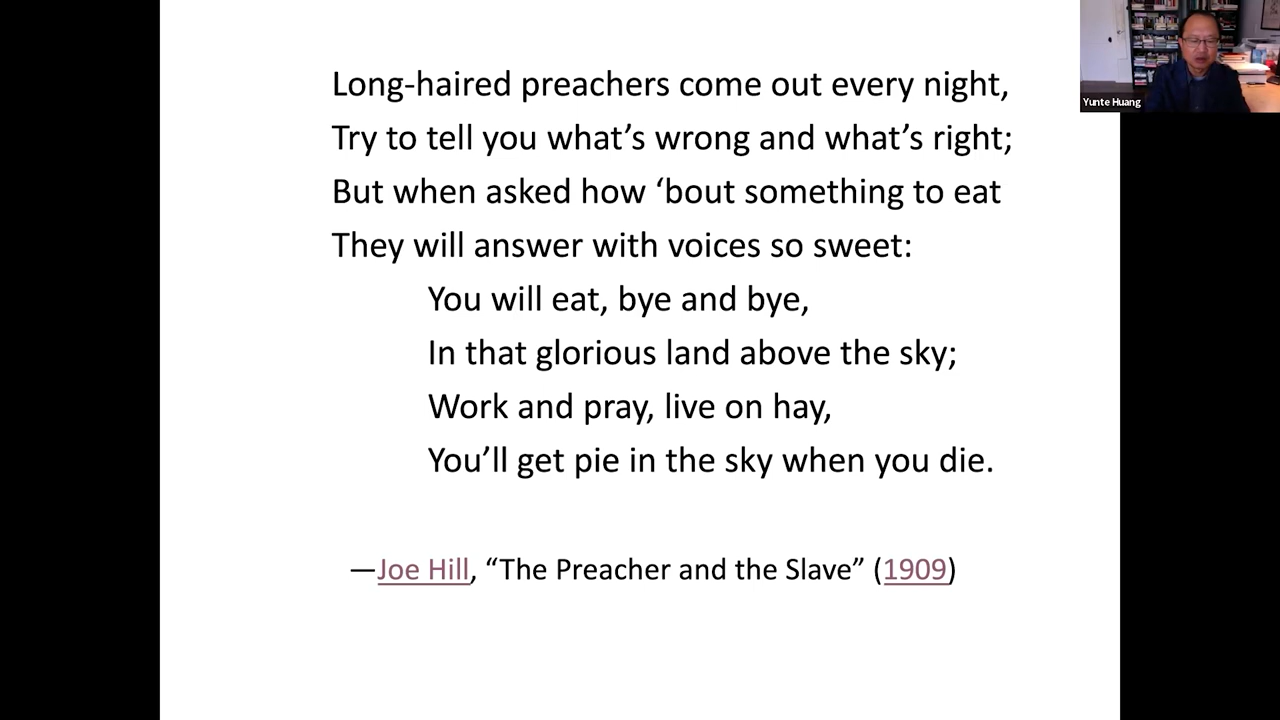 Long-haired preachers come out every night,
Try to tell you what’s wrong and what’s right;
But when asked how ‘bout something to eat
They will answer with voices so sweet:
You will eat, bye and bye,
In that glorious land above the sky;
Work and pray, live on hay,
You’ll get pie in the sky when you die.
—Joe Hill, “The Preacher and the Slave” (1909)
Yunte Huang